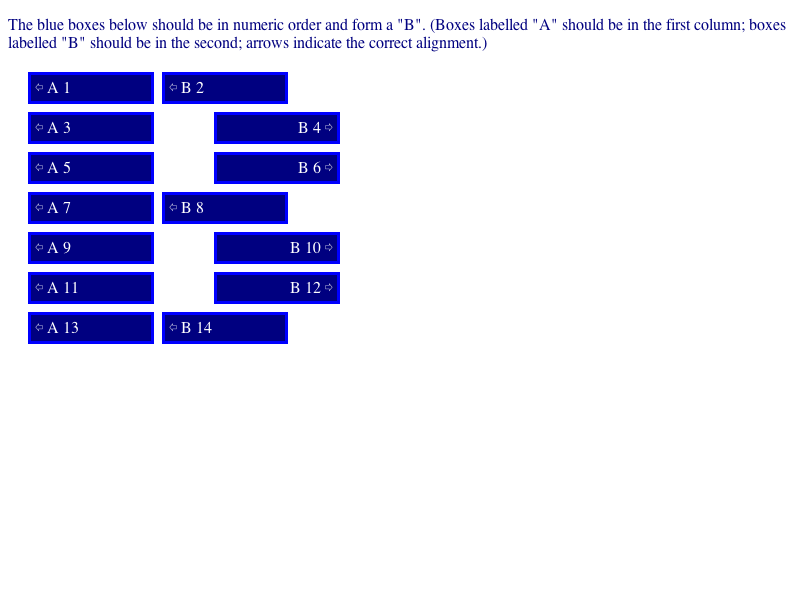 The blue boxes below should be in numeric order and form a "B". (Boxes labelled "A" should be in the first column; boxes
labelled "B" should be in the second; arrows indicate the correct alignment.)
⇦ A 1 ⇦ B 2
⇦ A 3 B 4 ⇨
⇦ A 5 B 6 ⇨
⇦ A 7 ⇦ B 8
⇦ A 9 B 10 ⇨
⇦ A 11 B 12 ⇨
⇦ A 13 ⇦ B 14